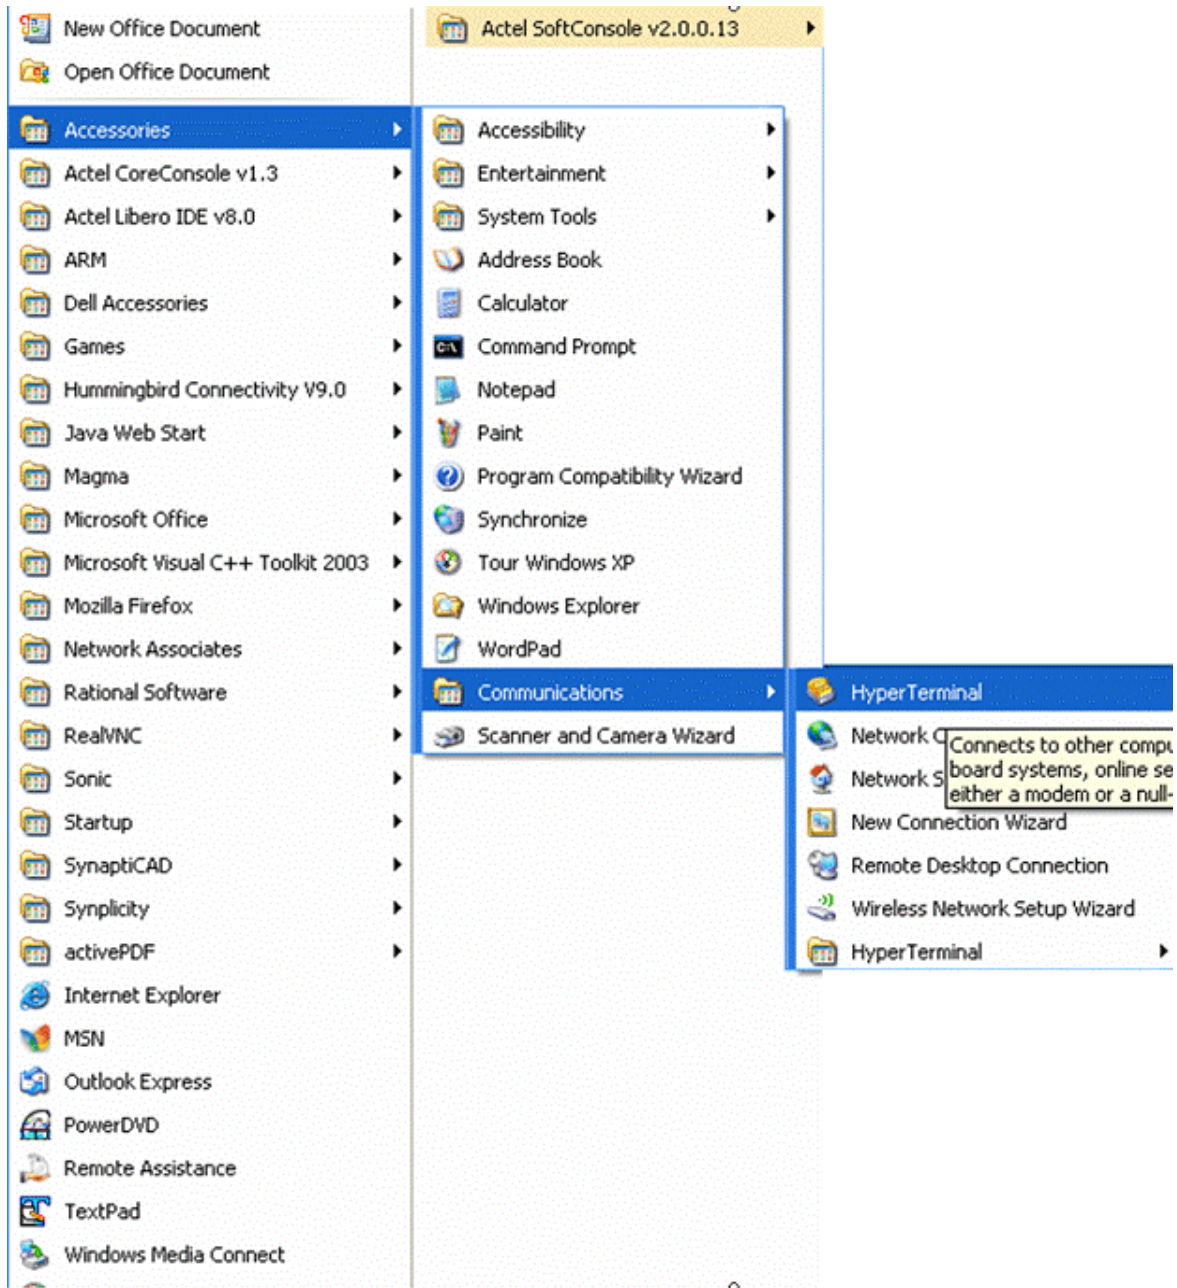 New Office Document
Open Office Document
Accessories
Actel CoreConsole v1.3
Actel Libero IDE v8.0
ARM
Dell Accessories
Games
Hummingbird Connectivity V9.0
Java Web Start
Magma
Microsoft Office
Microsoft Visual C++ Toolkit 2003
Mozilla Firefox
Network Associates
Rational Software
RealVNC
Sonic
Startup
SynaptiCAD
Synplicity
activePDF
Internet Explorer
MSN
Outlook Express
PowerDVD
Remote Assistance
TextPad
Windows Media Connect
Actel SoftConsole v2.0.0.13
Accessibility
Entertainment
System Tools
Address Book
Calculator
Command Prompt
Notepad
Paint
Program Compatibility Wizard
Synchronize
Tour Windows XP
Windows Explorer
WordPad
Communications
Scanner and Camera Wizard
HyperTerminal
Network
Network S
New Connection Wizard
Remote Desktop Connection
Wireless Network Setup Wizard
HyperTerminal
Connects to other compu
board systems, online se
either a modem or a null-